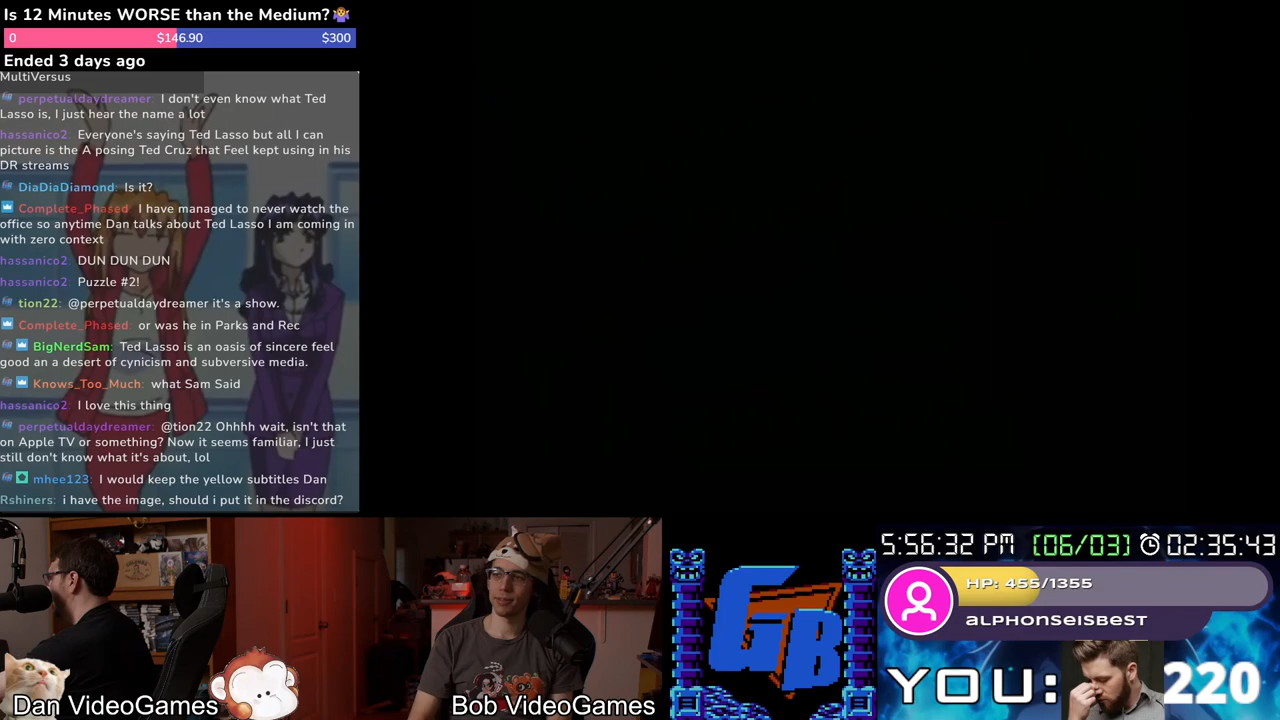 Is 12 Minutes WORSE than the Medium?🤷‍♀️
0 $146.90 $300
Ended 3 days ago
MultiVersus
perpetualdaydreamer: I don't even know what Ted
Lasso is, I just hear the name a lot
hassanico2: Everyone's saying Ted Lasso but all I can
picture is the A posing Ted Cruz that Feel kept using in his
DR streams
DiaDiaDiamond: Is it?
Complete_Phased: I have managed to never watch the
office so anytime Dan talks about Ted Lasso I am coming in
with zero context
hassanico2: DUN DUN DUN
hassanico2: Puzzle #2!
tion22: @perpetualdaydreamer it's a show.
Complete_Phased: or was he in Parks and Rec
BigNerdSam: Ted Lasso is an oasis of sincere feel
good an a desert of cynicism and subversive media.
Knows_Too_Much: what Sam Said
hassanico2: I love this thing
perpetualdaydreamer: @tion22 Ohhhh wait, isn't that
on Apple TV or something? Now it seems familiar, I just
still don't know what it's about, lol
mhee123: I would keep the yellow subtitles Dan
Rshiners: i have the image, should i put it in the discord?
5:56:32 PM [06/03] 02:35:43
HP: 455/1355
ALPHONSEISBEST
GB
YOU: 220
Dan VideoGames
Bob VideoGames